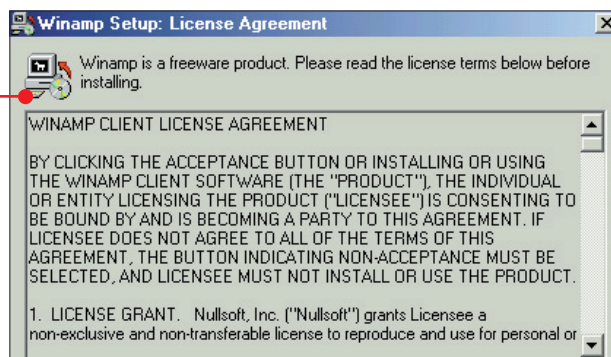 Winamp Setup: License Agreement
Winamp is a freeware product. Please read the license terms below before
installing.
WINAMP CLIENT LICENSE AGREEMENT
BY CLICKING THE ACCEPTANCE BUTTON OR INSTALLING OR USING
THE WINAMP CLIENT SOFTWARE (THE "PRODUCT"), THE INDIVIDUAL
OR ENTITY LICENSING THE PRODUCT ("LICENSEE") IS CONSENTING TO
BE BOUND BY AND IS BECOMING A PARTY TO THIS AGREEMENT. IF
LICENSEE DOES NOT AGREE TO ALL OF THE TERMS OF THIS
AGREEMENT, THE BUTTON INDICATING NON-ACCEPTANCE MUST BE
SELECTED, AND LICENSEE MUST NOT INSTALL OR USE THE PRODUCT.
1. LICENSE GRANT. Nullsoft, Inc. ("Nullsoft") grants Licensee a
non-exclusive and non-transferable license to reproduce and use for personal or